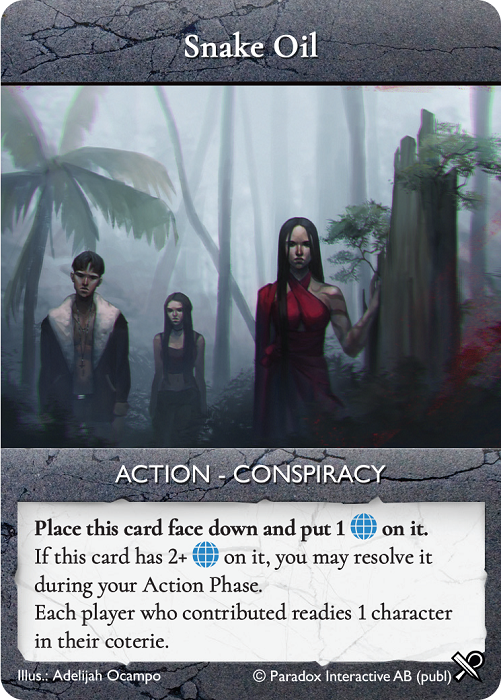 Snake Oil
ACTION - CONSPIRACY
Place this card face down and put 1 on it.
If this card has 2+ on it, you may resolve it
during your Action Phase.
Each player who contributed readies 1 character
in their coterie.
Illus.: Adelijah Ocampo © Paradox Interactive AB (publ)